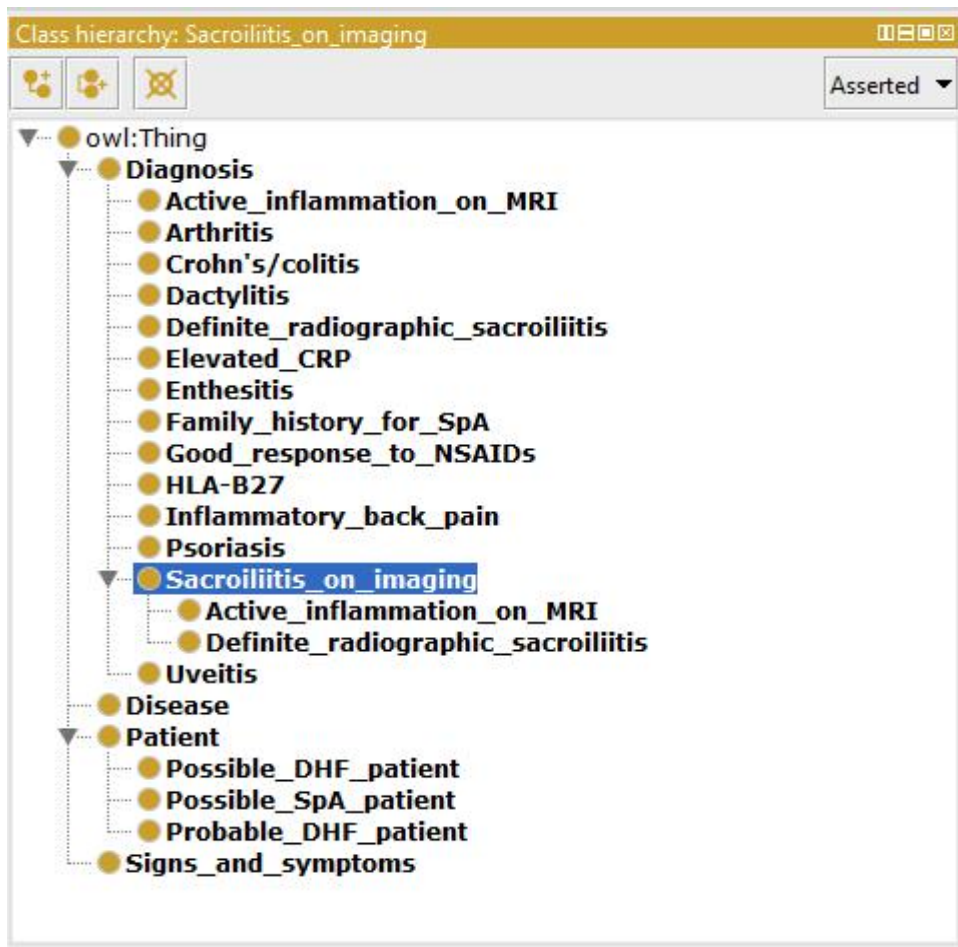 Class hierarchy: Sacroiliitis_on_imaging
Asserted
owl:Thing
Diagnosis
Active_inflammation_on_MRI
Arthritis
Crohn's/colitis
Dactylitis
Definite_radiographic_sacroiliitis
Elevated_CRP
Enthesitis
Family_history_for_SpA
Good_response_to_NSAIDs
HLA-B27
Inflammatory_back_pain
Psoriasis
Sacroiliitis_on_imaging
Active_inflammation_on_MRI
Definite_radiographic_sacroiliitis
Uveitis
Disease
Patient
Possible_DHF_patient
Possible_SpA_patient
Probable_DHF_patient
Signs_and_symptoms